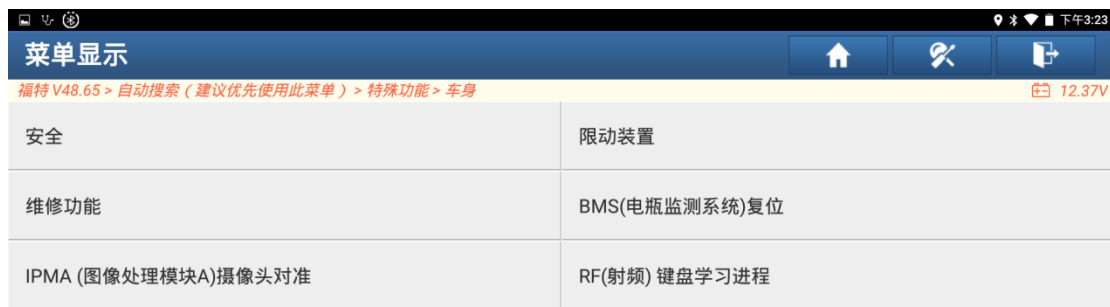 下午3:23
菜单显示
福特 V48.65 > 自动搜索 ( 建议优先使用此菜单 ) > 特殊功能 > 车身
12.37V
安全
限动装置
维修功能
BMS(电瓶监测系统)复位
IPMA (图像处理模块A)摄像头对准
RF(射频) 键盘学习进程